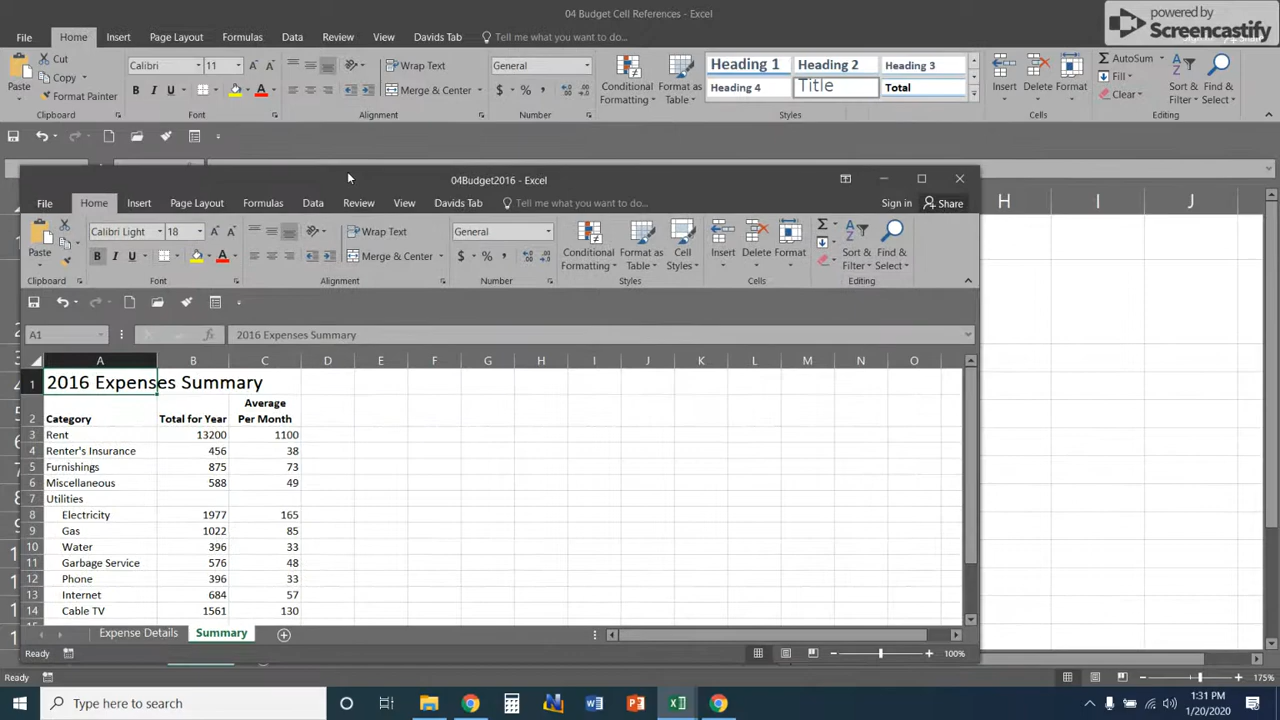 04 Budget Cell References - Excel
powered by
Screencastify
File Home Insert Page Layout Formulas Data Review View Davids Tab Tell me what you want to do...
Cut
Copy
Format Painter
Paste
Clipboard
Calibri 11
B I U
Font
Wrap Text
Merge & Center
Alignment
General
$ % ,
Number
Conditional Formatting
Format as Table
Heading 1 Heading 2 Heading 3
Heading 4 Title Total
Styles
Insert Delete Format
Cells
AutoSum
Fill
Clear
Sort & Filter
Find & Select
Editing
H I J
04Budget2016 - Excel
File Home Insert Page Layout Formulas Data Review View Davids Tab Tell me what you want to do... Sign in Share
Paste
Clipboard
Calibri Light 18
B I U
Font
Wrap Text
Merge & Center
Alignment
General
$ % ,
Number
Conditional Formatting
Format as Table
Cell Styles
Styles
Insert Delete Format
Cells
Sort & Filter
Find & Select
Editing
A1 fx 2016 Expenses Summary
A B C D E F G H I J K L M N O
1 2016 Expenses Summary
2 Category Total for Year Average Per Month
3 Rent 13200 1100
4 Renter's Insurance 456 38
5 Furnishings 875 73
6 Miscellaneous 588 49
7 Utilities
8 Electricity 1977 165
9 Gas 1022 85
10 Water 396 33
11 Garbage Service 576 48
12 Phone 396 33
13 Internet 684 57
14 Cable TV 1561 130
Expense Details Summary
Ready 100%
Ready 175%
Type here to search
1:31 PM
1/20/2020